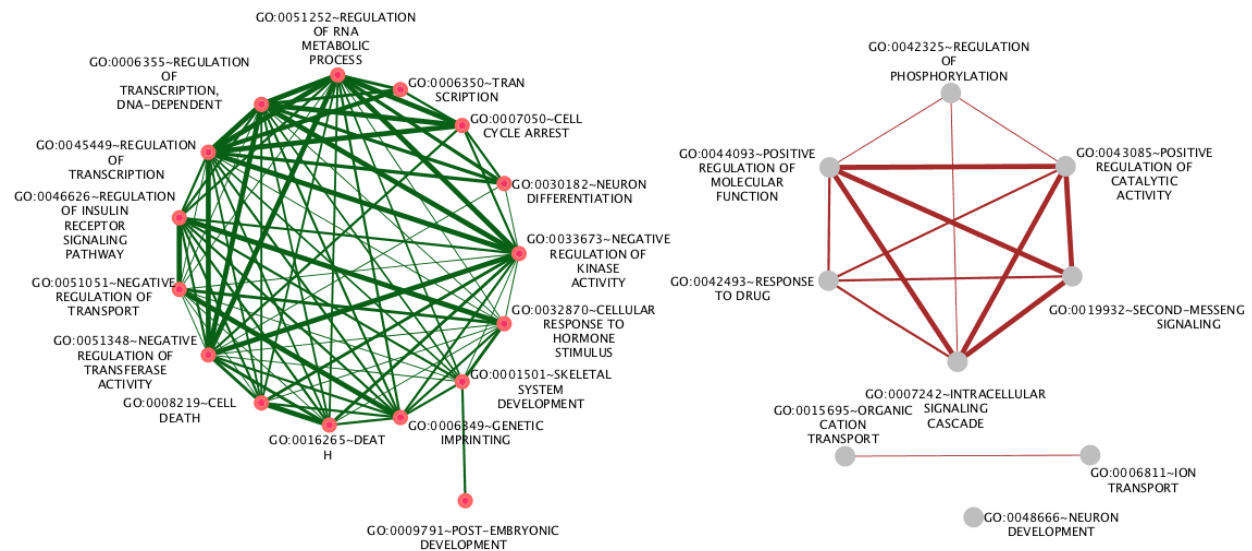 GO:0051252~REGULATION
OF RNA
METABOLIC
PROCESS
GO:0006355~REGULATION
OF
TRANSCRIPTION,
DNA-DEPENDENT
GO:0006350~TRAN
SCRIPTION
GO:0007050~CELL
CYCLE ARREST
GO:0045449~REGULATION
OF
TRANSCRIPTION
GO:0030182~NEURON
DIFFERENTIATION
GO:0046626~REGULATION
OF INSULIN
RECEPTOR
SIGNALING
PATHWAY
GO:0033673~NEGATIVE
REGULATION OF
KINASE
ACTIVITY
GO:0051051~NEGATIVE
REGULATION OF
TRANSPORT
GO:0032870~CELLULAR
RESPONSE TO
HORMONE
STIMULUS
GO:0051348~NEGATIVE
REGULATION OF
TRANSFERASE
ACTIVITY
GO:0001501~SKELETAL
SYSTEM
DEVELOPMENT
GO:0008219~CELL
DEATH
GO:0016265~DEAT
H
GO:0006349~GENETIC
IMPRINTING
GO:0009791~POST-EMBRYONIC
DEVELOPMENT
GO:0042325~REGULATION
OF
PHOSPHORYLATION
GO:0044093~POSITIVE
REGULATION OF
MOLECULAR
FUNCTION
GO:0043085~POSITIVE
REGULATION OF
CATALYTIC
ACTIVITY
GO:0042493~RESPONSE
TO DRUG
GO:0019932~SECOND-MESSENG
SIGNALING
GO:0007242~INTRACELLULAR
SIGNALING
CASCADE
GO:0015695~ORGANIC
CATION
TRANSPORT
GO:0006811~ION
TRANSPORT
GO:0048666~NEURON
DEVELOPMENT